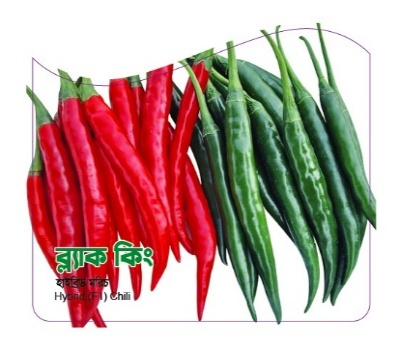 ব্ল্যাক কিং
হাইব্রিড মরিচ
Hybrid (F1) Chili